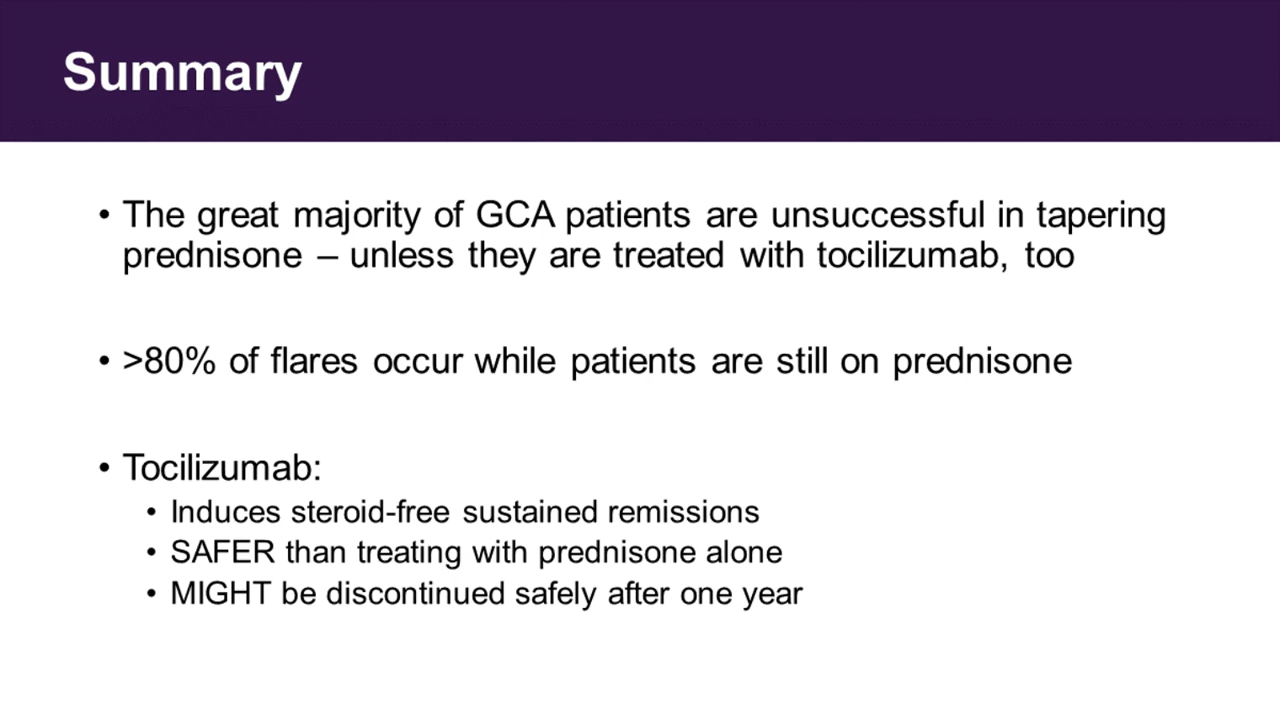 Summary
• The great majority of GCA patients are unsuccessful in tapering
prednisone – unless they are treated with tocilizumab, too
• >80% of flares occur while patients are still on prednisone
• Tocilizumab:
• Induces steroid-free sustained remissions
• SAFER than treating with prednisone alone
• MIGHT be discontinued safely after one year